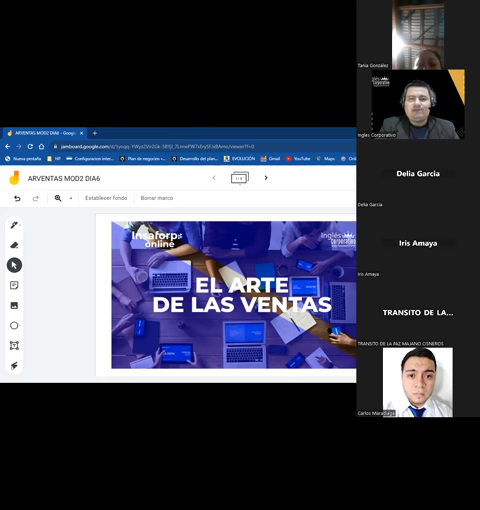 ARVENTAS MOD2 DIA6 - Google
Nueva pestaña
HP
Configuracion inter...
Plan de negocios -...
Desarrollo del plan...
EVOLUCIÓN
Gmail
YouTube
Maps
ARVENTAS MOD2 DIA6
Establecer fondo
Borrar marco
Insaforp
online
Inglés
Corporativo
EL ARTE
DE LAS VENTAS
Tania González
Ingles Corporativo
Delia Garcia
Delia Garcia
Iris Amaya
Iris Amaya
TRANSITO DE LA...
TRANSITO DE LA PAZ MAJANO CISNEROS
Carlos Maradiaga